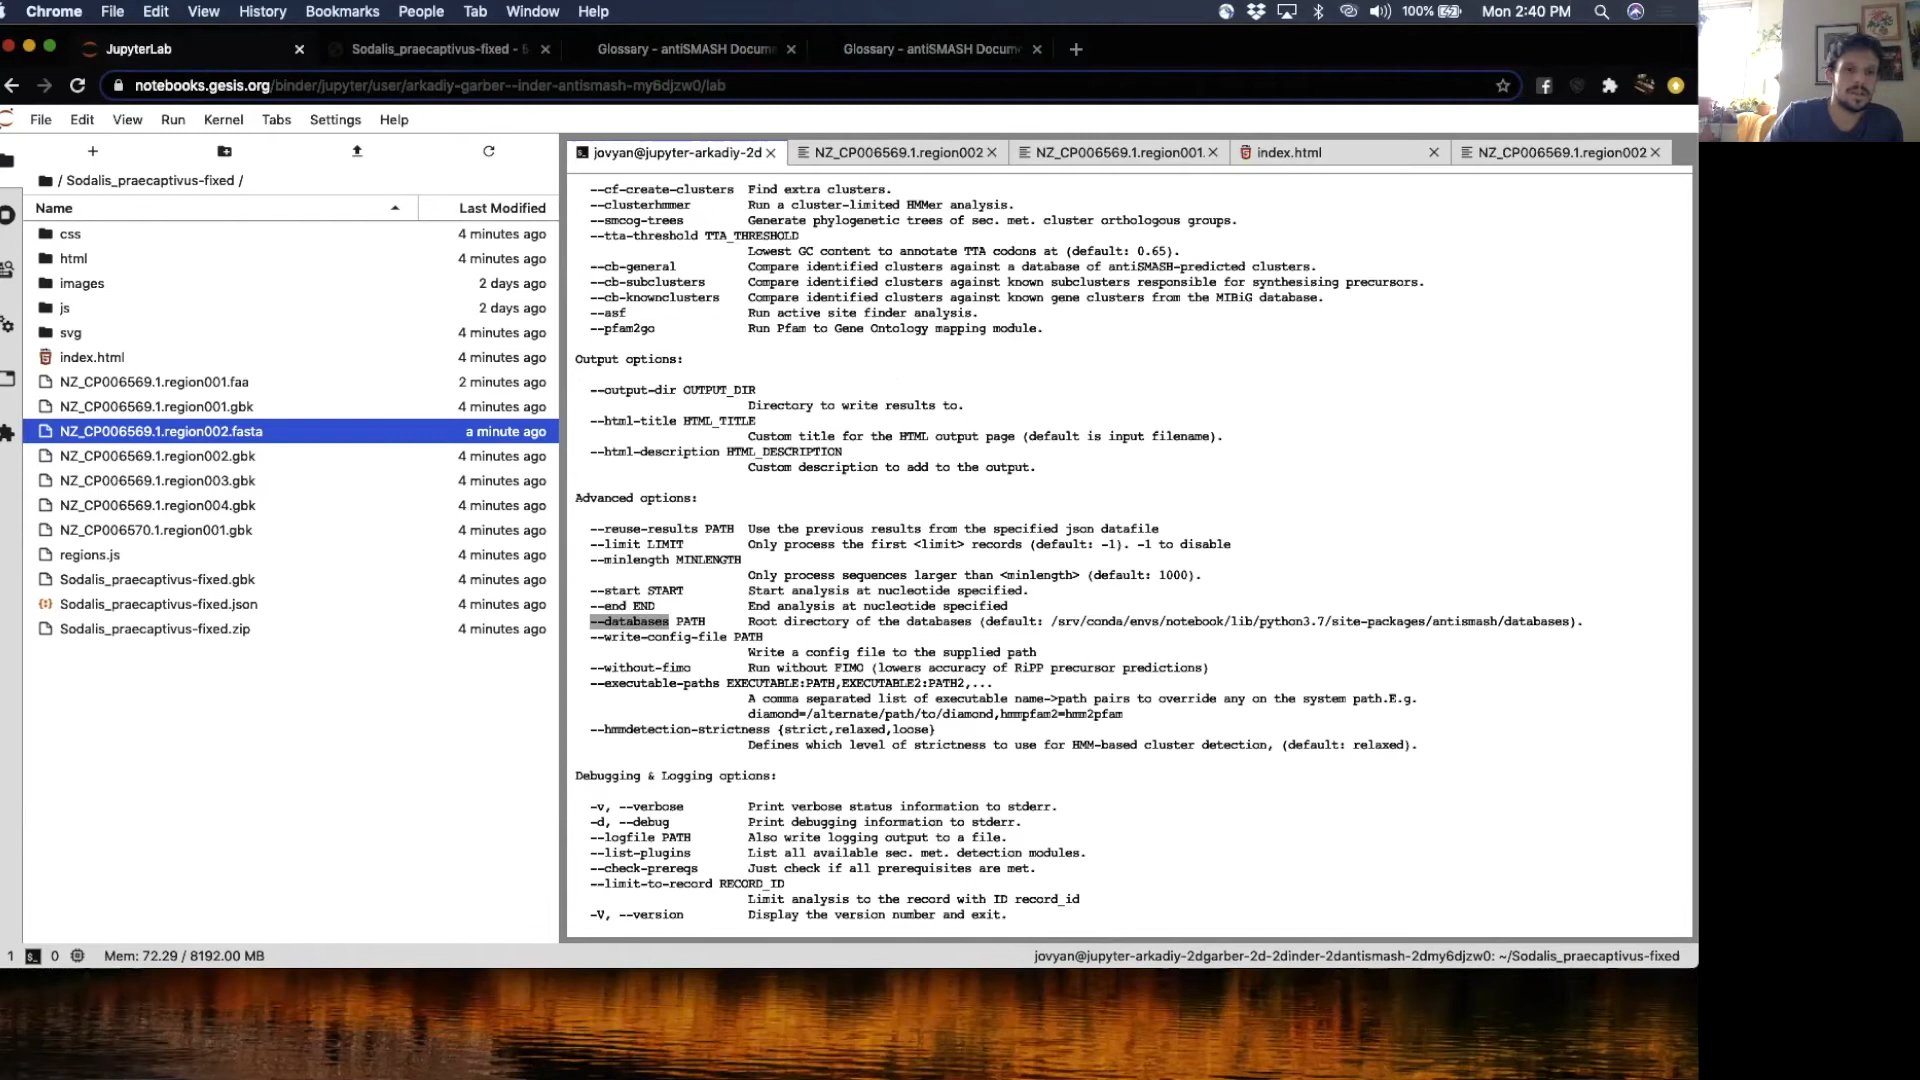 Chrome File Edit View History Bookmarks People Tab Window Help
100% Mon 2:40 PM
JupyterLab
Sodalis_praecaptivus-fixed - 5
Glossary - antiSMASH Docum
Glossary - antiSMASH Docum
notebooks.gesis.org/binder/jupyter/user/arkadiy-garber--inder-antismash-my6djzw0/lab
File Edit View Run Kernel Tabs Settings Help
/ Sodalis_praecaptivus-fixed /
Name Last Modified
css 4 minutes ago
html 4 minutes ago
images 2 days ago
js 2 days ago
svg 4 minutes ago
index.html 4 minutes ago
NZ_CP006569.1.region001.faa 2 minutes ago
NZ_CP006569.1.region001.gbk 4 minutes ago
NZ_CP006569.1.region002.fasta a minute ago
NZ_CP006569.1.region002.gbk 4 minutes ago
NZ_CP006569.1.region003.gbk 4 minutes ago
NZ_CP006569.1.region004.gbk 4 minutes ago
NZ_CP006570.1.region001.gbk 4 minutes ago
regions.js 4 minutes ago
Sodalis_praecaptivus-fixed.gbk 4 minutes ago
Sodalis_praecaptivus-fixed.json 4 minutes ago
Sodalis_praecaptivus-fixed.zip 4 minutes ago
jovyan@jupyter-arkadiy-2d
NZ_CP006569.1.region002
NZ_CP006569.1.region001.
index.html
NZ_CP006569.1.region002
--cf-create-clusters Find extra clusters.
--clusterhmmer Run a cluster-limited HMMer analysis.
--smcog-trees Generate phylogenetic trees of sec. met. cluster orthologous groups.
--tta-threshold TTA_THRESHOLD
Lowest GC content to annotate TTA codons at (default: 0.65).
--cb-general Compare identified clusters against a database of antiSMASH-predicted clusters.
--cb-subclusters Compare identified clusters against known subclusters responsible for synthesising precursors.
--cb-knownclusters Compare identified clusters against known gene clusters from the MIBiG database.
--asf Run active site finder analysis.
--pfam2go Run Pfam to Gene Ontology mapping module.
Output options:
--output-dir OUTPUT_DIR
Directory to write results to.
--html-title HTML_TITLE
Custom title for the HTML output page (default is input filename).
--html-description HTML_DESCRIPTION
Custom description to add to the output.
Advanced options:
--reuse-results PATH Use the previous results from the specified json datafile
--limit LIMIT Only process the first <limit> records (default: -1). -1 to disable
--minlength MINLENGTH
Only process sequences larger than <minlength> (default: 1000).
--start START Start analysis at nucleotide specified.
--end END End analysis at nucleotide specified
--databases PATH Root directory of the databases (default: /srv/conda/envs/notebook/lib/python3.7/site-packages/antismash/databases).
--write-config-file PATH
Write a config file to the supplied path
--without-fimo Run without FIMO (lowers accuracy of RiPP precursor predictions)
--executable-paths EXECUTABLE:PATH,EXECUTABLE2:PATH2,...
A comma separated list of executable name->path pairs to override any on the system path.E.g.
diamond=/alternate/path/to/diamond,hmmpfam2=hmm2pfam
--hmmdetection-strictness {strict,relaxed,loose}
Defines which level of strictness to use for HMM-based cluster detection, (default: relaxed).
Debugging & Logging options:
-v, --verbose Print verbose status information to stderr.
-d, --debug Print debugging information to stderr.
--logfile PATH Also write logging output to a file.
--list-plugins List all available sec. met. detection modules.
--check-prereqs Just check if all prerequisites are met.
--limit-to-record RECORD_ID
Limit analysis to the record with ID record_id
-V, --version Display the version number and exit.
1 0 Mem: 72.29 / 8192.00 MB
jovyan@jupyter-arkadiy-2dgarber-2d-2dinder-2dantismash-2dmy6djzw0: ~/Sodalis_praecaptivus-fixed